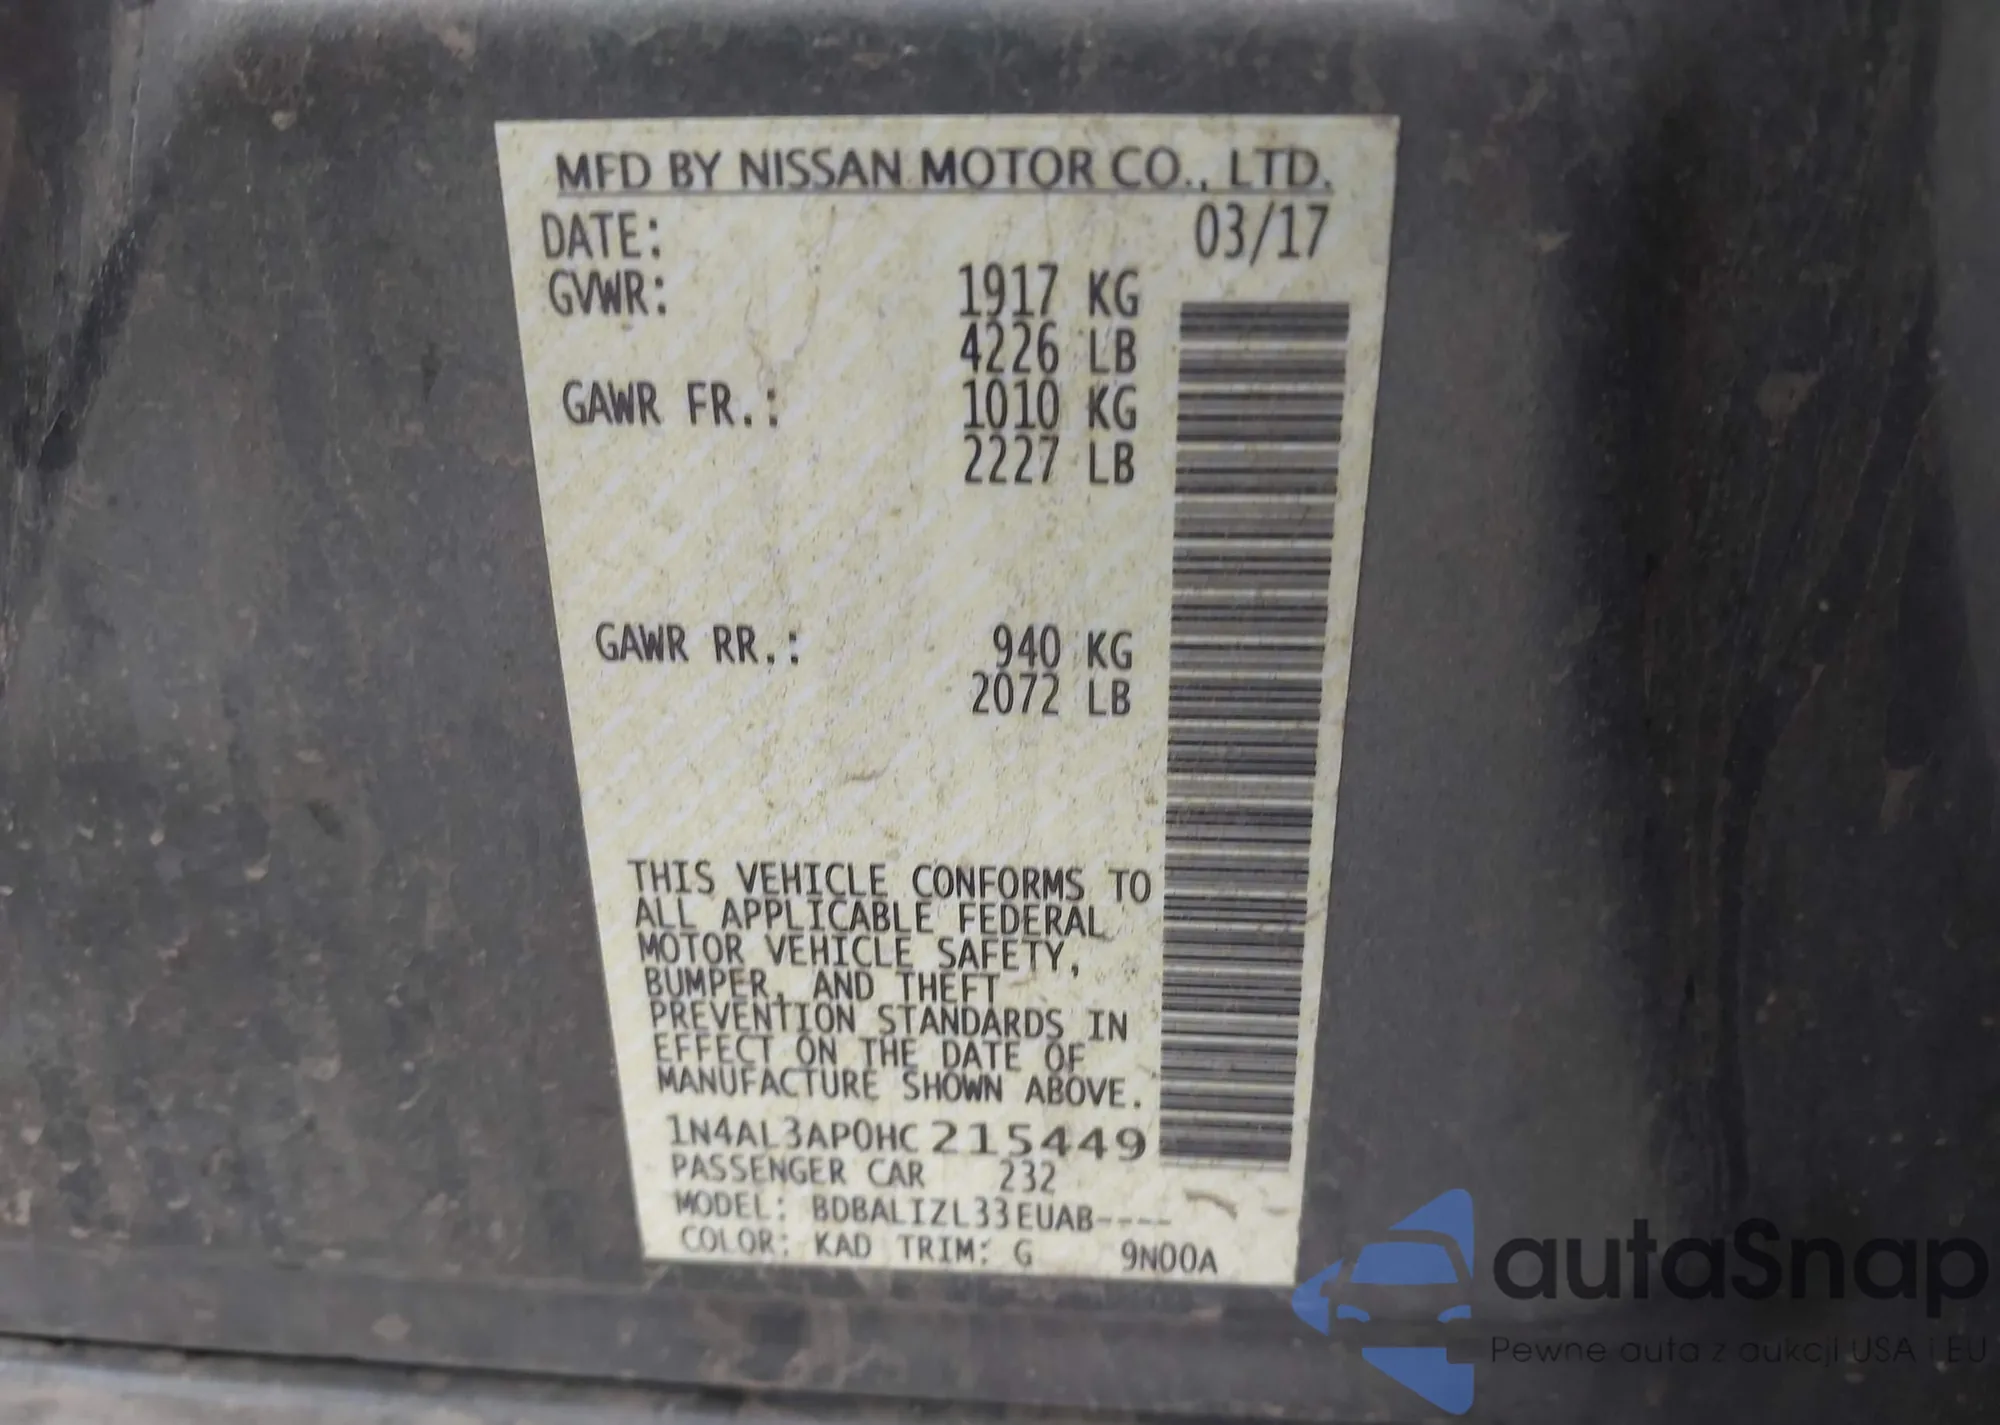 MFD BY NISSAN MOTOR CO., LTD.
DATE: 03/17
GVWR: 1917 KG
4226 LB
GAWR FR.: 1010 KG
2227 LB
GAWR RR.: 940 KG
2072 LB
THIS VEHICLE CONFORMS TO
ALL APPLICABLE FEDERAL
MOTOR VEHICLE SAFETY,
BUMPER, AND THEFT
PREVENTION STANDARDS IN
EFFECT ON THE DATE OF
MANUFACTURE SHOWN ABOVE.
1N4AL3AP0HC215449
PASSENGER CAR 232
MODEL: BDBALIZL33EUAB----
COLOR: KAD TRIM: G 9N00A
autaSnap
Pewne auta z aukcji USA i EU